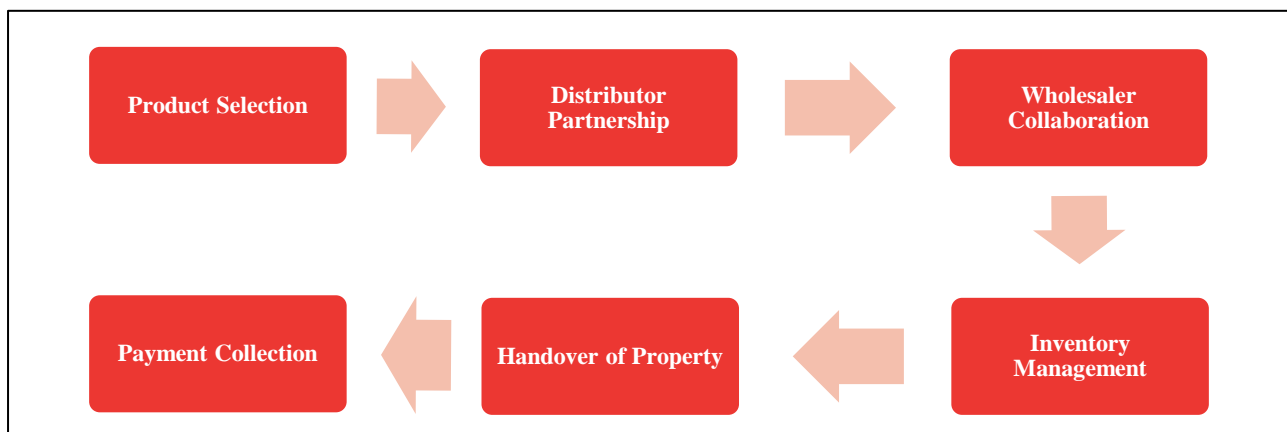 Product Selection
Distributor
Partnership
Wholesaler
Collaboration
Inventory
Management
Handover of Property
Payment Collection